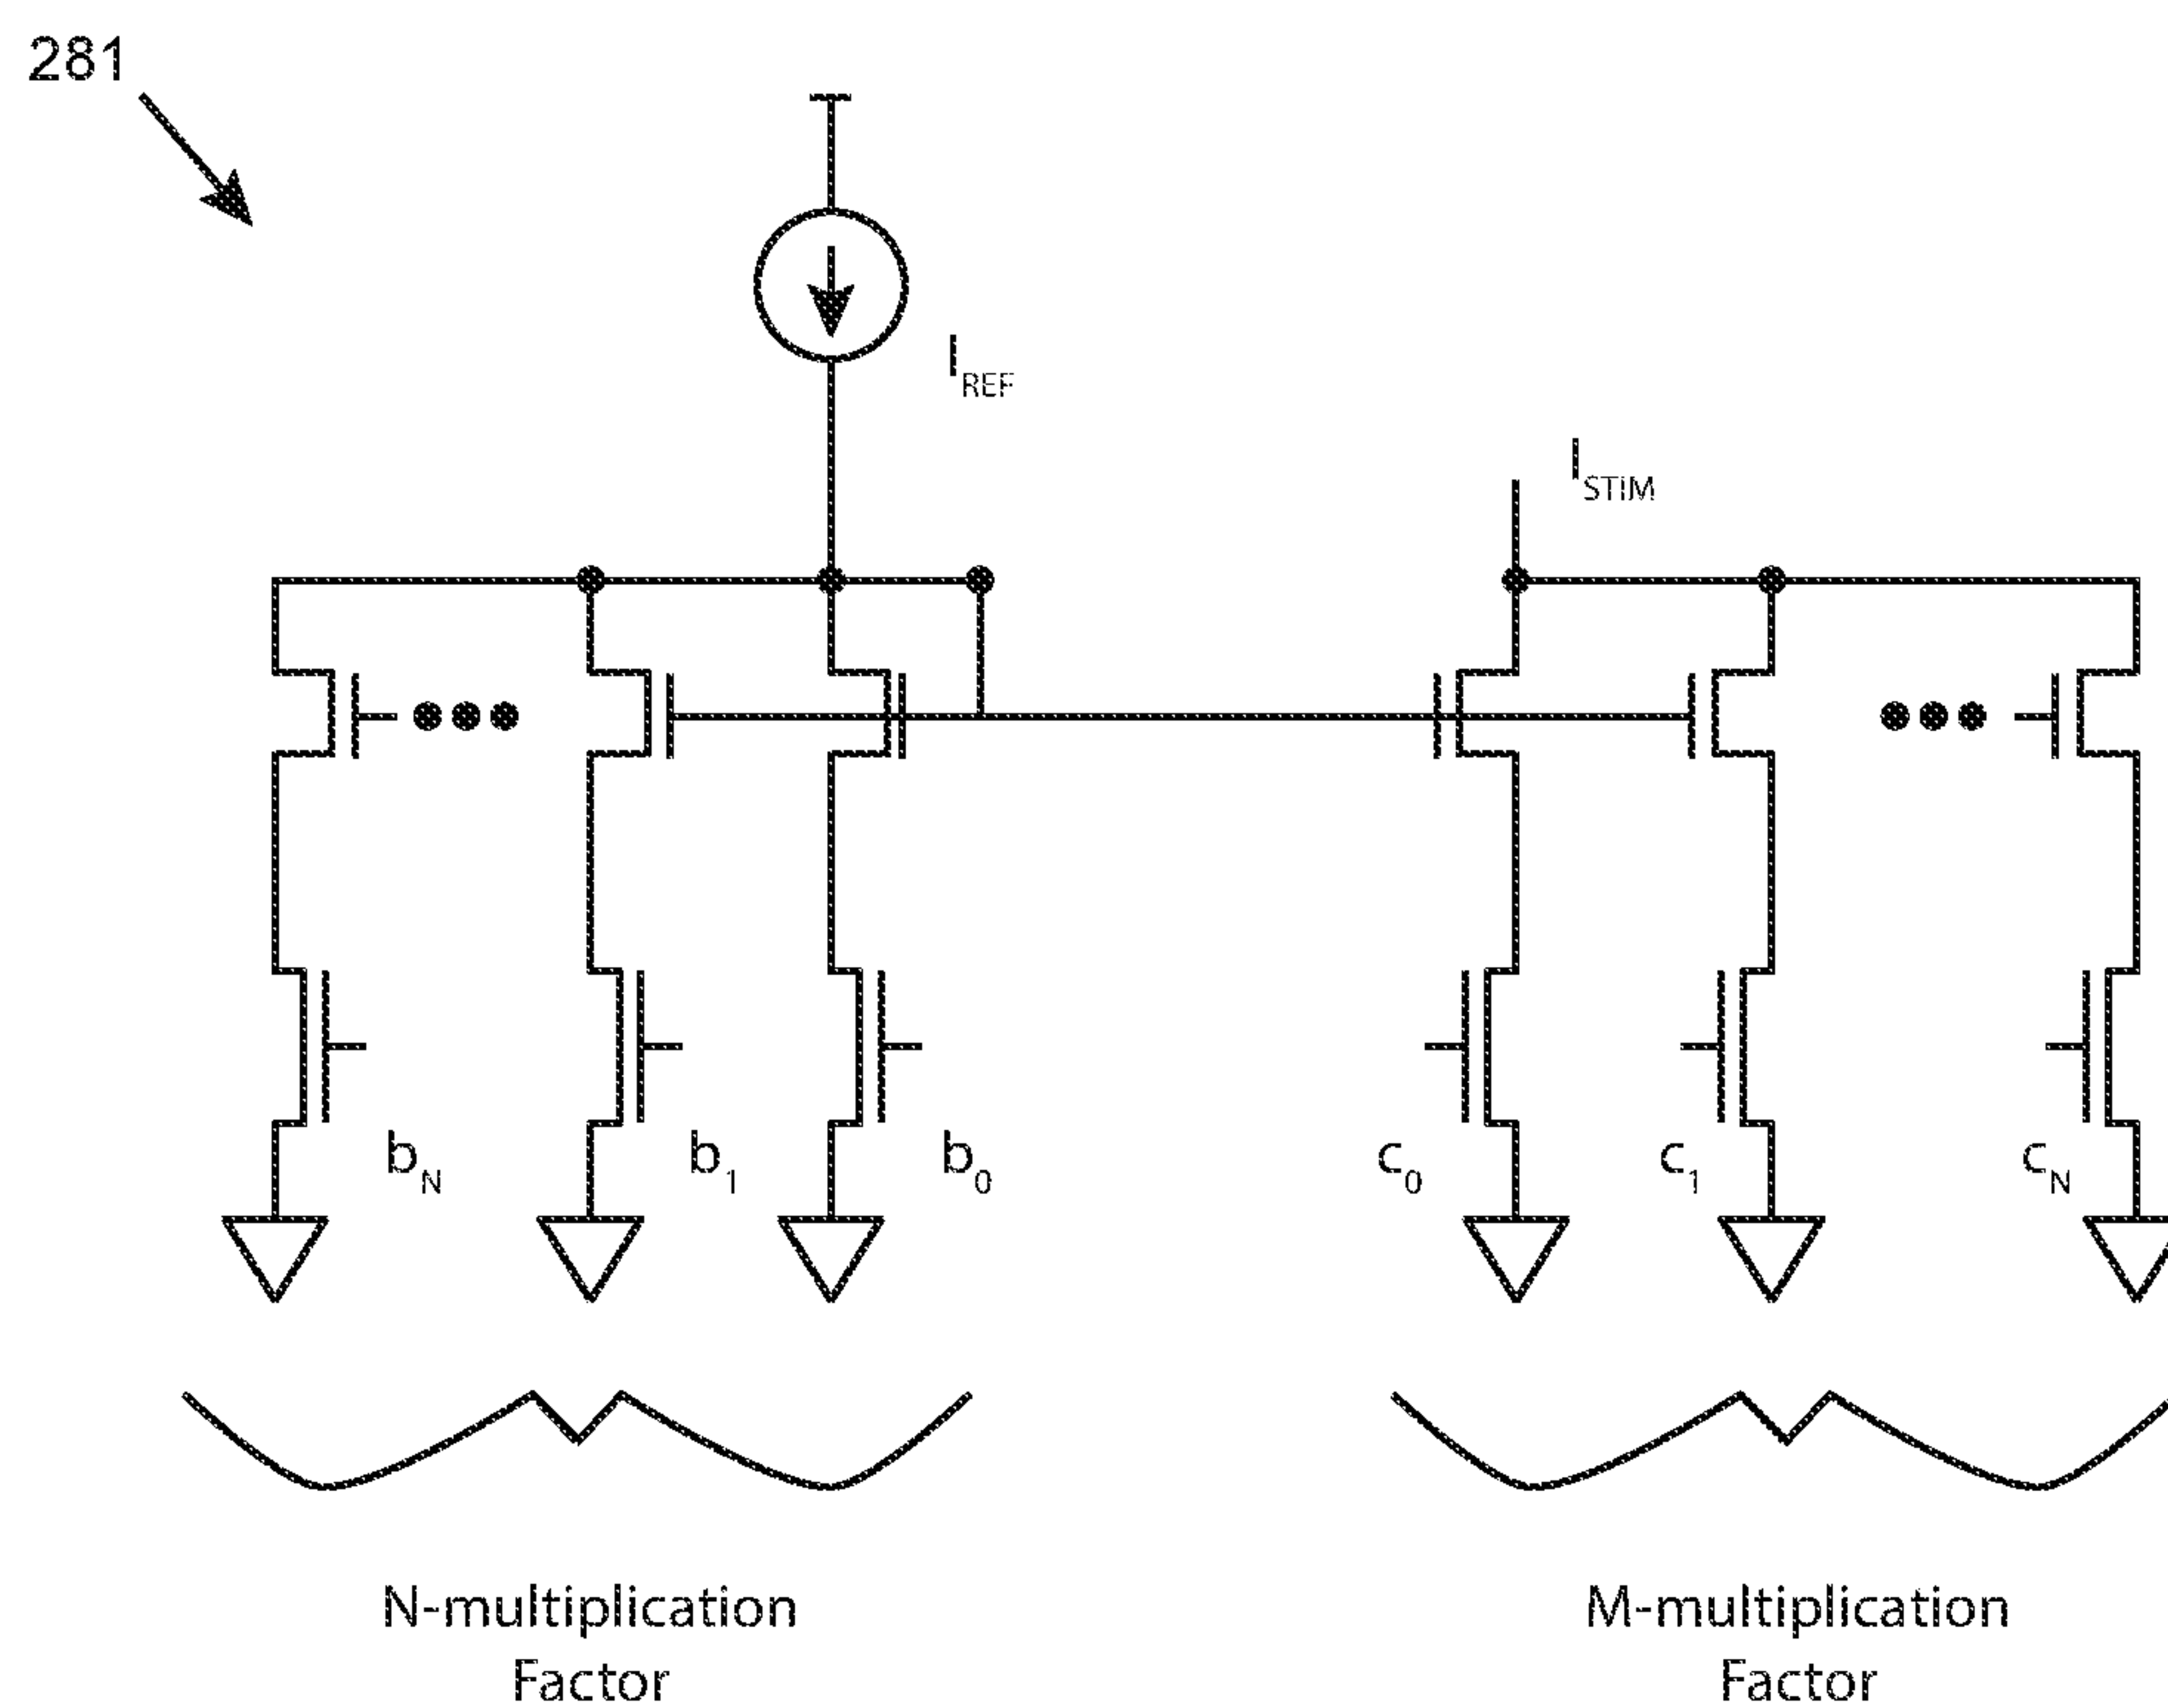 281
I_REF
I_STIM
b_N b_1 b_0 c_0 c_1 c_N
N-multiplication M-multiplication
Factor Factor